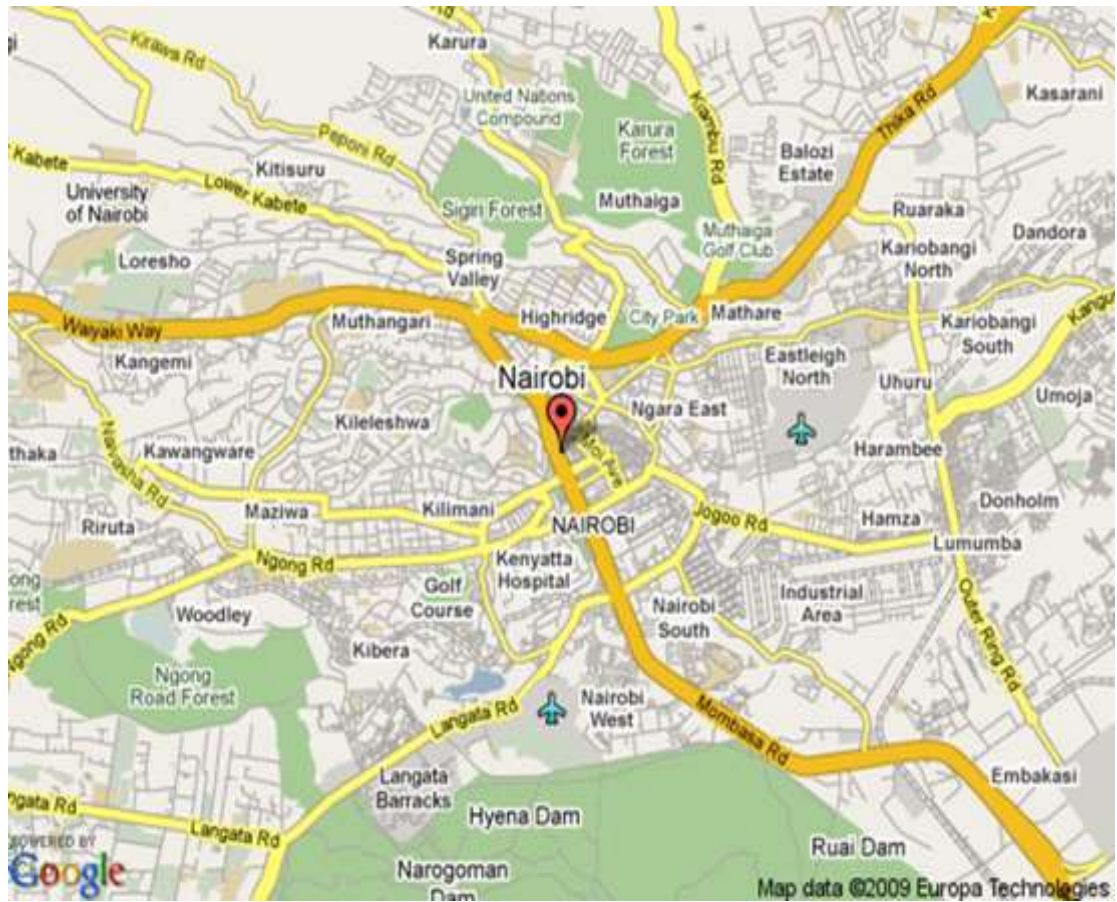 Karura
Kirawa Rd
United Nations
Compound
Kasarani
Thika Rd
Kiambu Rd
Karura
Forest
Peponi Rd
Balozi
Estate
Kabete
Kitisuru
University
of Nairobi
Lower Kabete
Muthaiga
Sigiri Forest
Ruaraka
Muthaiga
Golf Club
Dandora
Loresho
Spring
Valley
Kariobangi
North
Waiyaki Way
Muthangari
Highridge
City Park
Mathare
Kariobangi
South
Kangemi
Eastleigh
North
Nairobi
Uhuru
Umoja
Kileleshwa
Ngara East
Moi Ave
Kawangware
Naivasha Rd
Harambee
Riruta
Maziwa
Kilimani
NAIROBI
Jogoo Rd
Hamza
Donholm
Lumumba
Ngong Rd
Kenyatta
Hospital
Golf
Course
Industrial
Area
Woodley
Nairobi
South
Outer Ring Rd
Ngong Rd
Kibera
Ngong
Road Forest
Nairobi
West
Langata Rd
Mombasa Rd
Langata
Barracks
Embakasi
Hyena Dam
Langata Rd
Ruai Dam
POWERED BY
Google
Narogoman
Dam
Map data ©2009 Europa Technologies